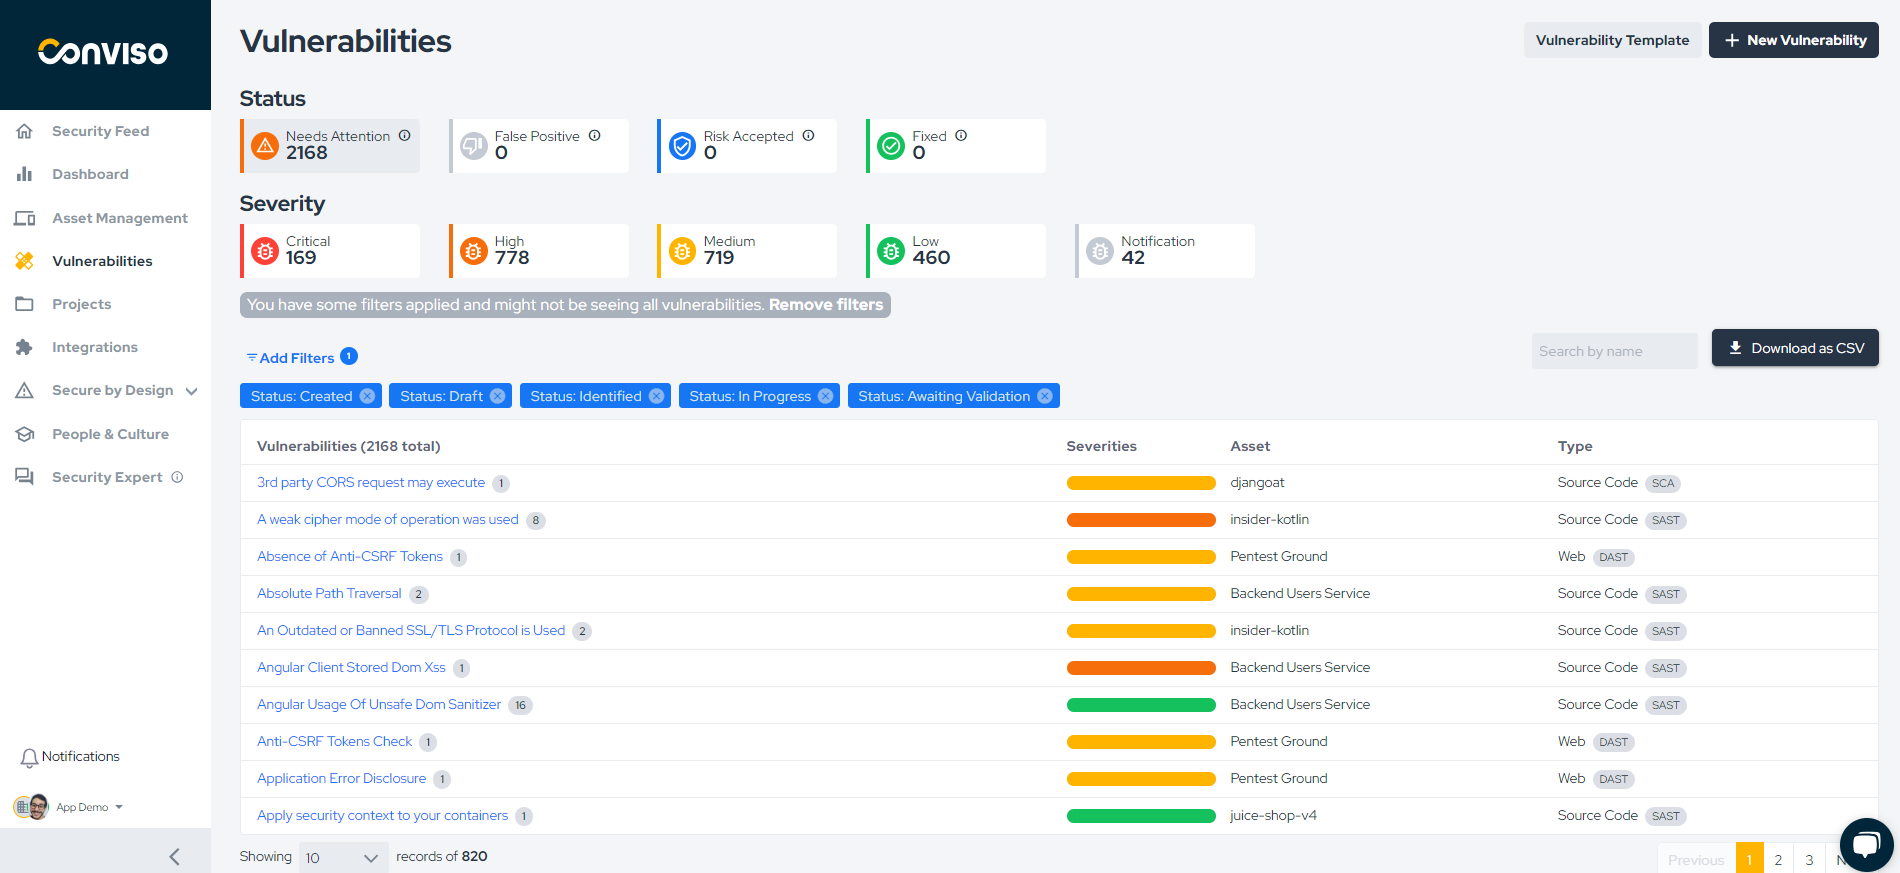 Conviso
Security Feed
Dashboard
Asset Management
Vulnerabilities
Projects
Integrations
Secure by Design
People & Culture
Security Expert
Notifications
App Demo
Vulnerabilities
Vulnerability Template
New Vulnerability
Status
Needs Attention
2168
False Positive
0
Risk Accepted
0
Fixed
0
Severity
Critical
169
High
778
Medium
719
Low
460
Notification
42
You have some filters applied and might not be seeing all vulnerabilities. Remove filters
Add Filters 1
Search by name
Download as CSV
Status: Created
Status: Draft
Status: Identified
Status: In Progress
Status: Awaiting Validation
Vulnerabilities (2168 total) Severities Asset Type
3rd party CORS request may execute 1 djangoat Source Code SCA
A weak cipher mode of operation was used 8 insider-kotlin Source Code SAST
Absence of Anti-CSRF Tokens 1 Pentest Ground Web DAST
Absolute Path Traversal 2 Backend Users Service Source Code SAST
An Outdated or Banned SSL/TLS Protocol is Used 2 insider-kotlin Source Code SAST
Angular Client Stored Dom Xss 1 Backend Users Service Source Code SAST
Angular Usage Of Unsafe Dom Sanitizer 16 Backend Users Service Source Code SAST
Anti-CSRF Tokens Check 1 Pentest Ground Web DAST
Application Error Disclosure 1 Pentest Ground Web DAST
Apply security context to your containers 1 juice-shop-v4 Source Code SAST
Showing 10 records of 820
Previous 1 2 3